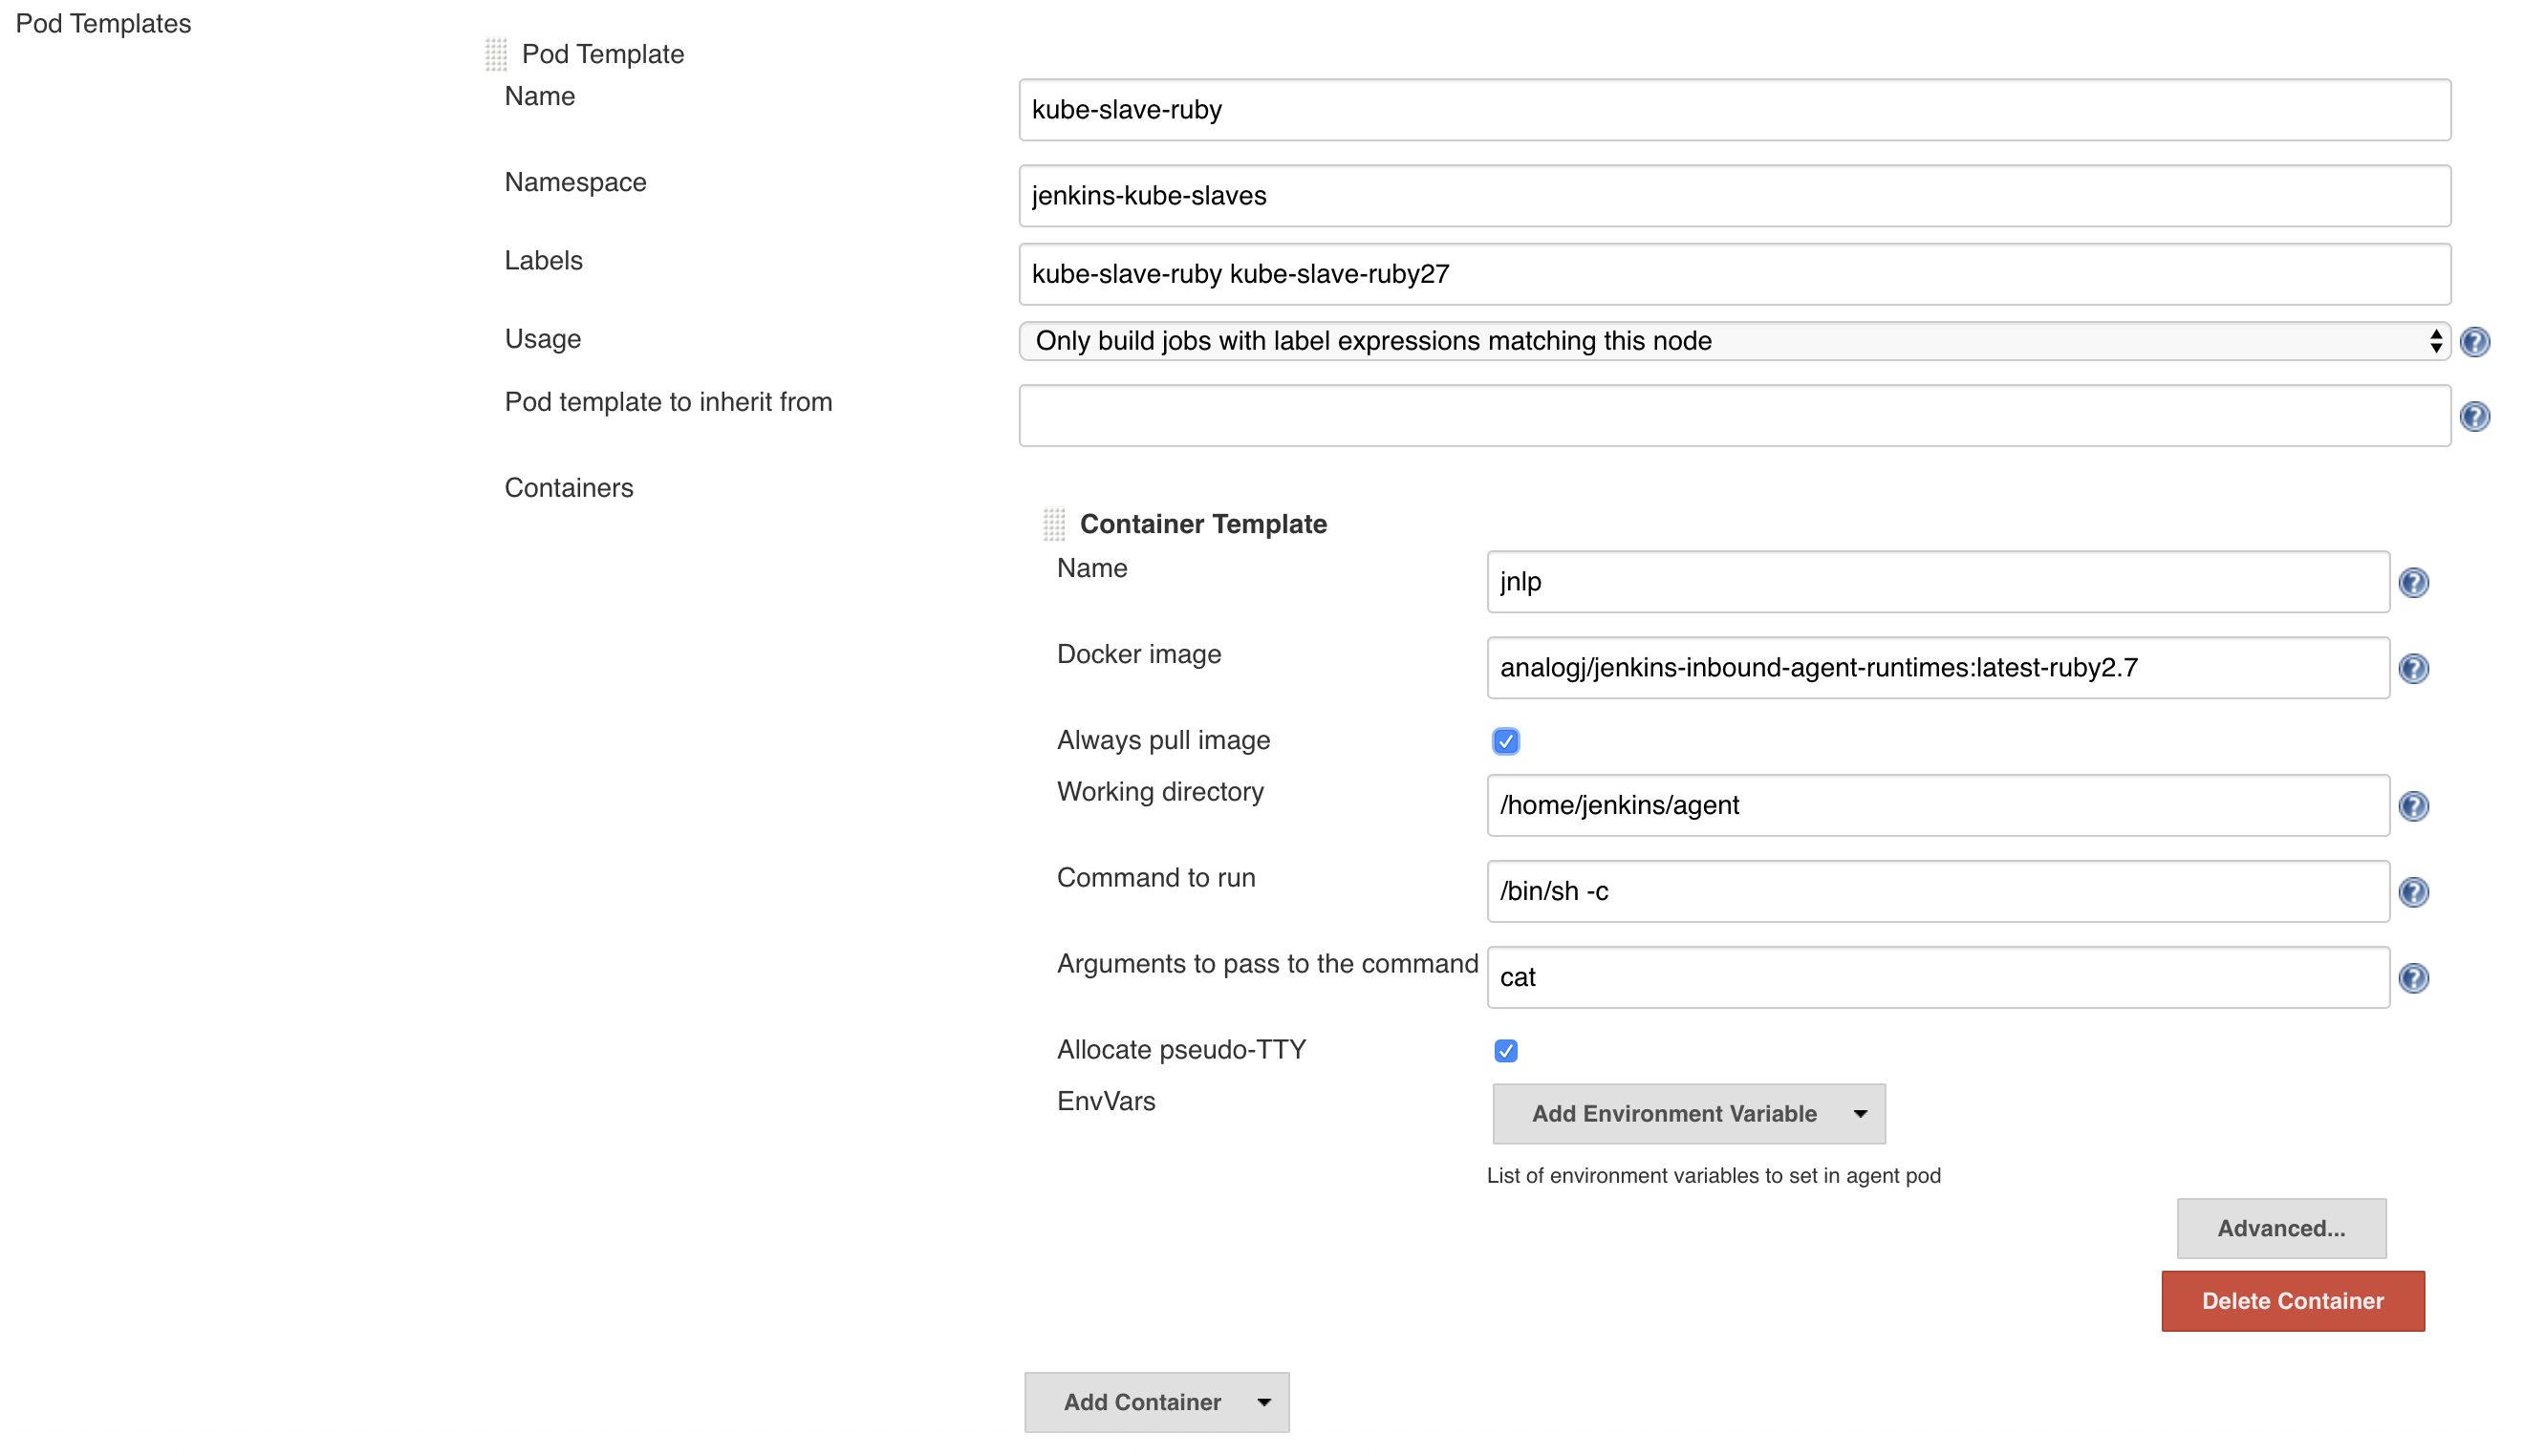 Pod Templates
Pod Template
Name
kube-slave-ruby
Namespace
jenkins-kube-slaves
Labels
kube-slave-ruby kube-slave-ruby27
Usage
Only build jobs with label expressions matching this node
Pod template to inherit from
Containers
Container Template
Name
jnlp
Docker image
analogj/jenkins-inbound-agent-runtimes:latest-ruby2.7
Always pull image
Working directory
/home/jenkins/agent
Command to run
/bin/sh -c
Arguments to pass to the command
cat
Allocate pseudo-TTY
EnvVars
Add Environment Variable
List of environment variables to set in agent pod
Advanced...
Delete Container
Add Container